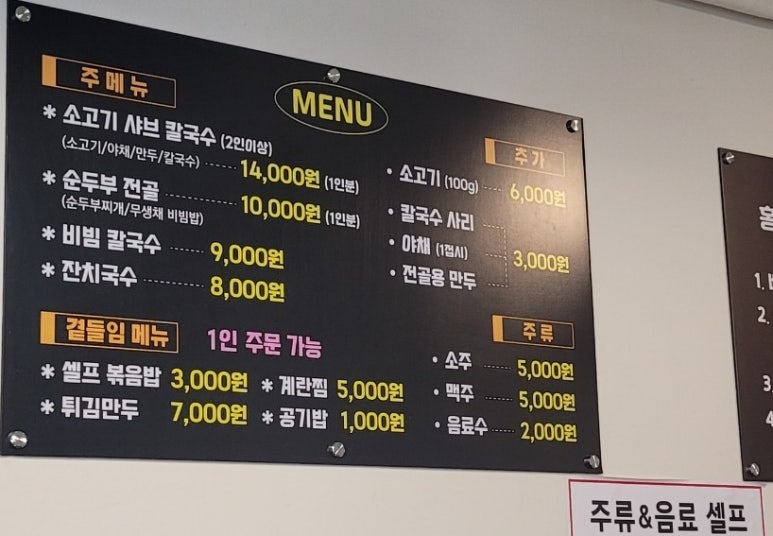 MENU
주메뉴
* 소고기 샤브 칼국수 (2인이상)
(소고기/야채/만두/칼국수) 14,000원 (1인분)
* 순두부 전골
(순두부찌개/무생채 비빔밥) 10,000원 (1인분)
* 비빔 칼국수 9,000원
* 잔치국수 8,000원
곁들임 메뉴 1인 주문 가능
* 셀프 볶음밥 3,000원 * 계란찜 5,000원
* 튀김만두 7,000원 * 공기밥 1,000원
추가
• 소고기 (100g) 6,000원
• 칼국수 사리
• 야채 (1접시) 3,000원
• 전골용 만두
주류
• 소주 5,000원
• 맥주 5,000원
• 음료수 2,000원
1.
2.
3
4
주류&음료 셀프